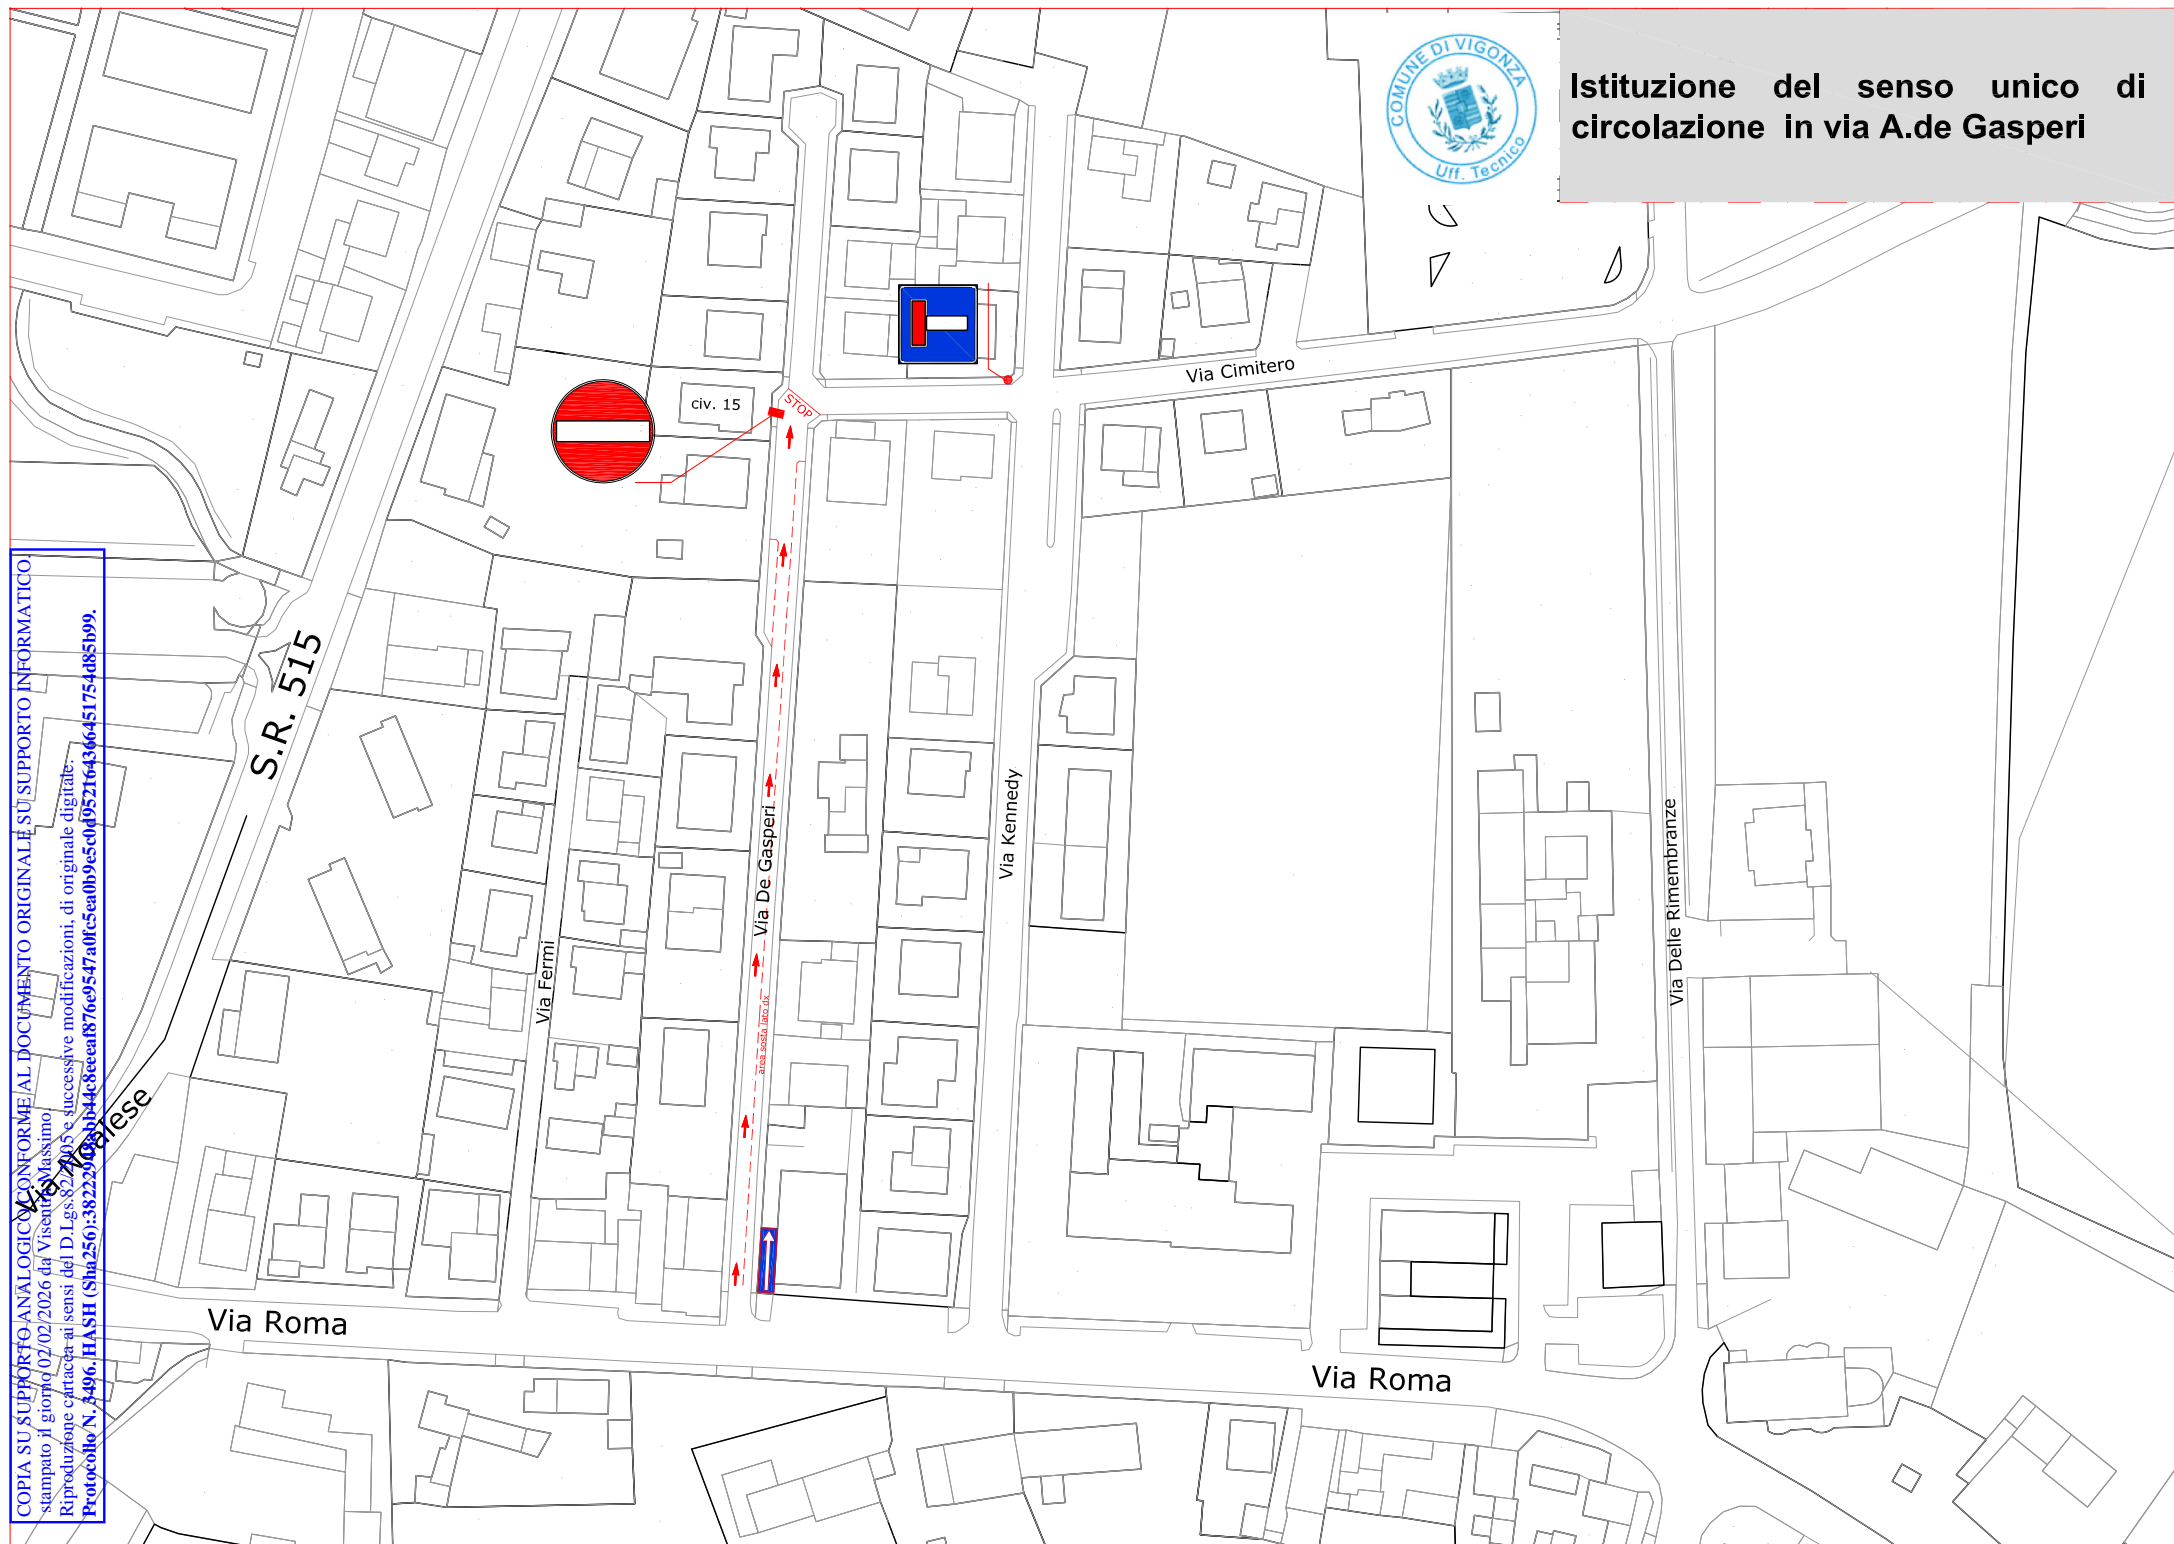 Istituzione del senso unico di
circolazione in via A.de Gasperi
COMUNE DI VIGONZA
Uff. Tecnico
Via Cimitero
civ. 15
STOP
S.R. 515
Via De Gasperi
Via Kennedy
Via Fermi
Via Delle Rimembranze
area sosta lato dx
Via Noalese
Via Roma
Via Roma
COPIA SU SUPPORTO ANALOGICO CONFORME AL DOCUMENTO ORIGINALE SU SUPPORTO INFORMATICO.
stampato il giorno 02/02/2026 da Visentin Massimo.
Riproduzione cartacea ai sensi del D.Lgs.82/2005 e successive modificazioni, di originale digitale.
Protocollo N. 3496. HASH